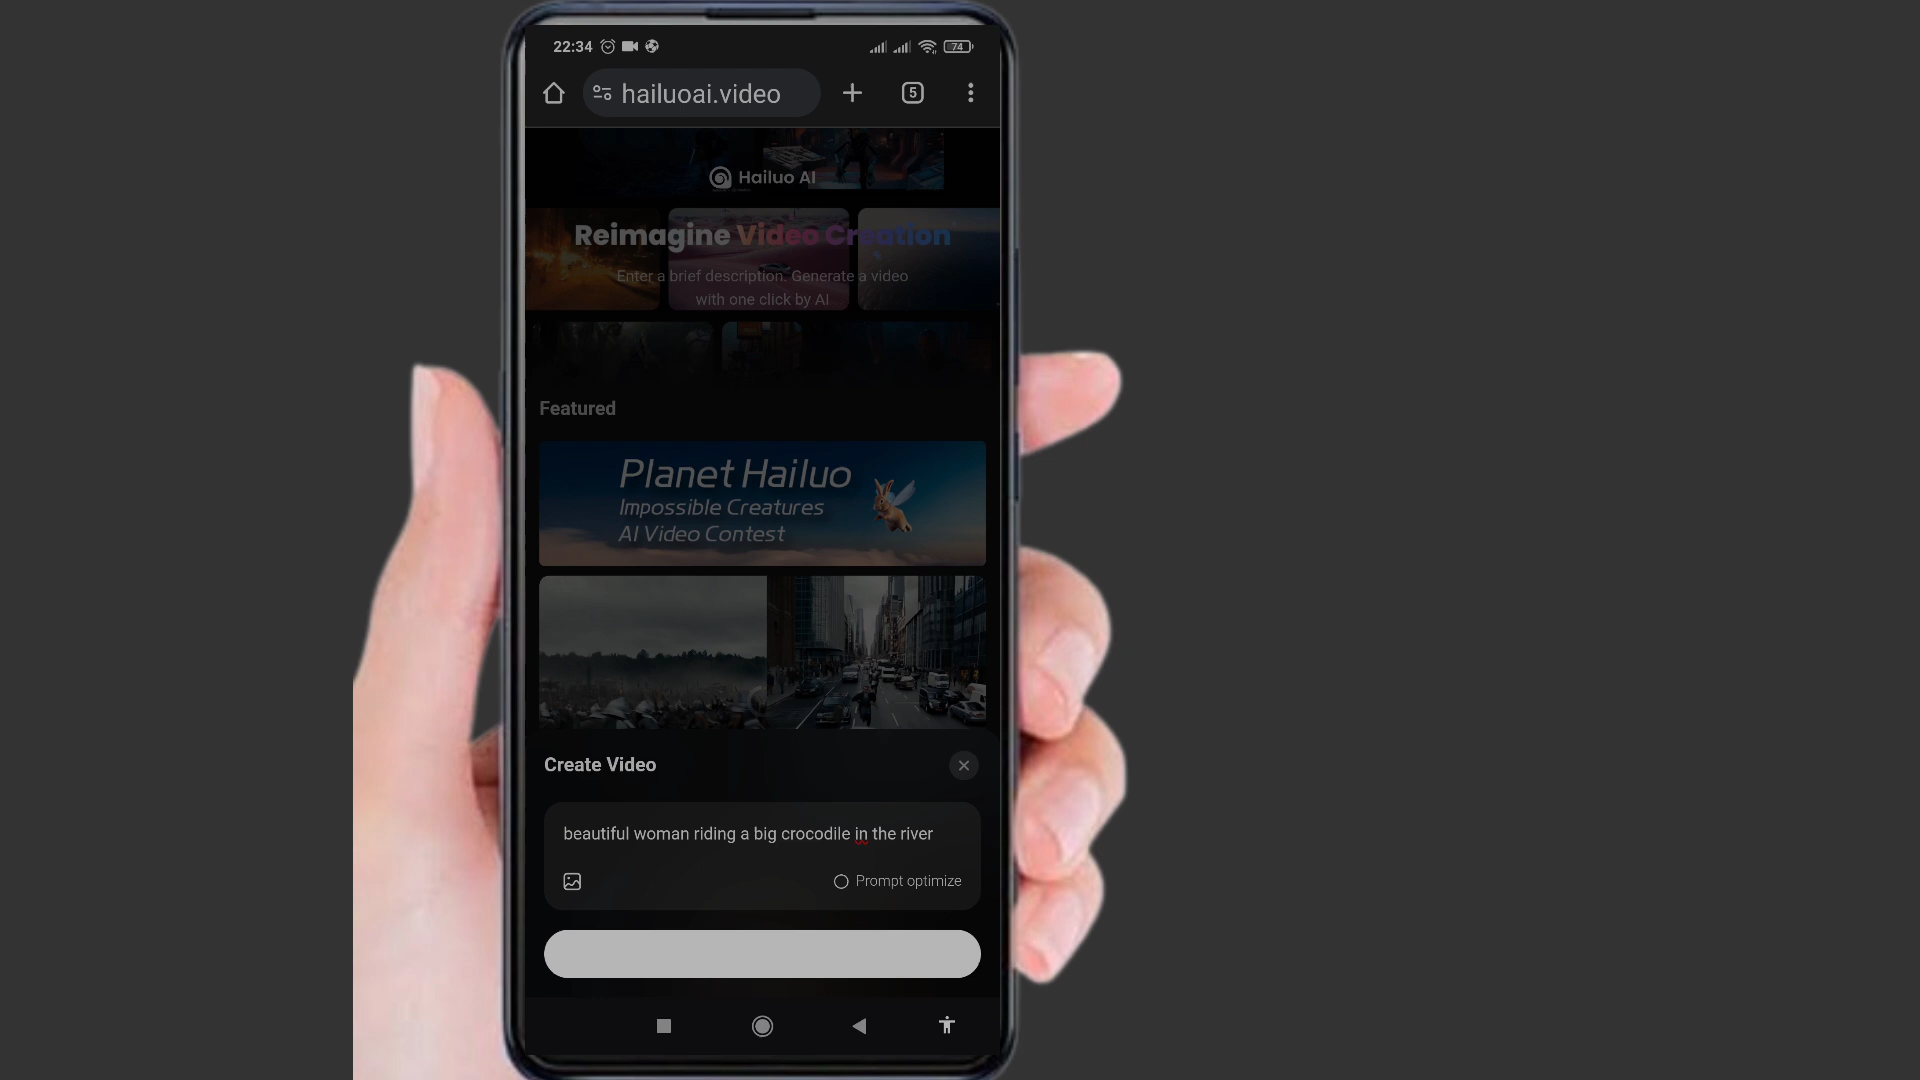 22:34
74
hailuoai.video
5
Hailuo AI
Reimagine Video Creation
Enter a brief description. Generate a video
with one click by AI
Featured
Planet Hailuo
Impossible Creatures
AI Video Contest
Create Video
beautiful woman riding a big crocodile in the river
Prompt optimize